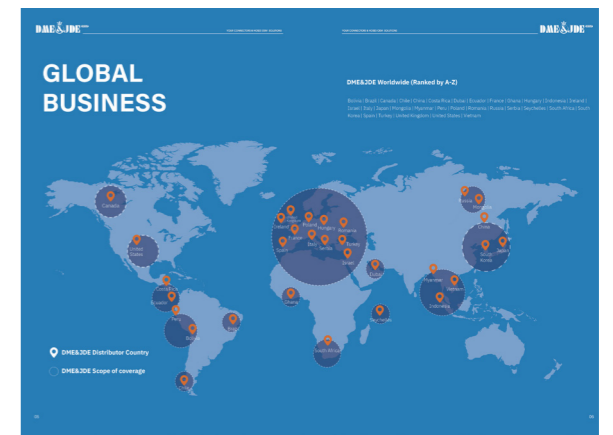 DME&JDE
DME&JDE
GLOBAL
BUSINESS
DME&JDE Worldwide (Ranked by A-Z)
Bolivia | Brazil | Canada | Chile | China | Costa Rica | Dubai | Ecuador | France | Ghana | Hungary | Indonesia | Ireland |
Israel | Italy | Japan | Mongolia | Myanmar | Peru | Poland | Romania | Russia | Serbia | Seychelles | South Africa | South
Korea | Spain | Turkey | United Kingdom | United States | Vietnam
Canada
United
States
Costa Rica
Ecuador
Peru
Bolivia
Brazil
Ireland
Poland
Hungary
Romania
France
Spain
Italy
Serbia
Turkey
Israel
Dubai
Ghana
Seychelles
South Africa
Russia
Mongolia
China
South
Korea
Japan
Myanmar
Vietnam
Indonesia
DME&JDE Distributor Country
DME&JDE Scope of coverage